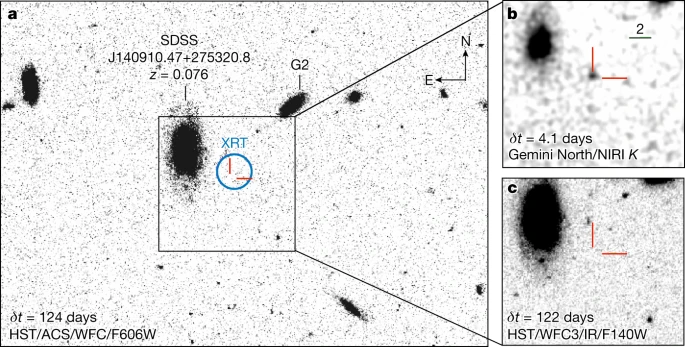 a
SDSS
J140910.47+275320.8
z = 0.076
G2
N
E
XRT
δt = 124 days
HST/ACS/WFC/F606W
b
2
δt = 4.1 days
Gemini North/NIRI K
c
δt = 122 days
HST/WFC3/IR/F140W